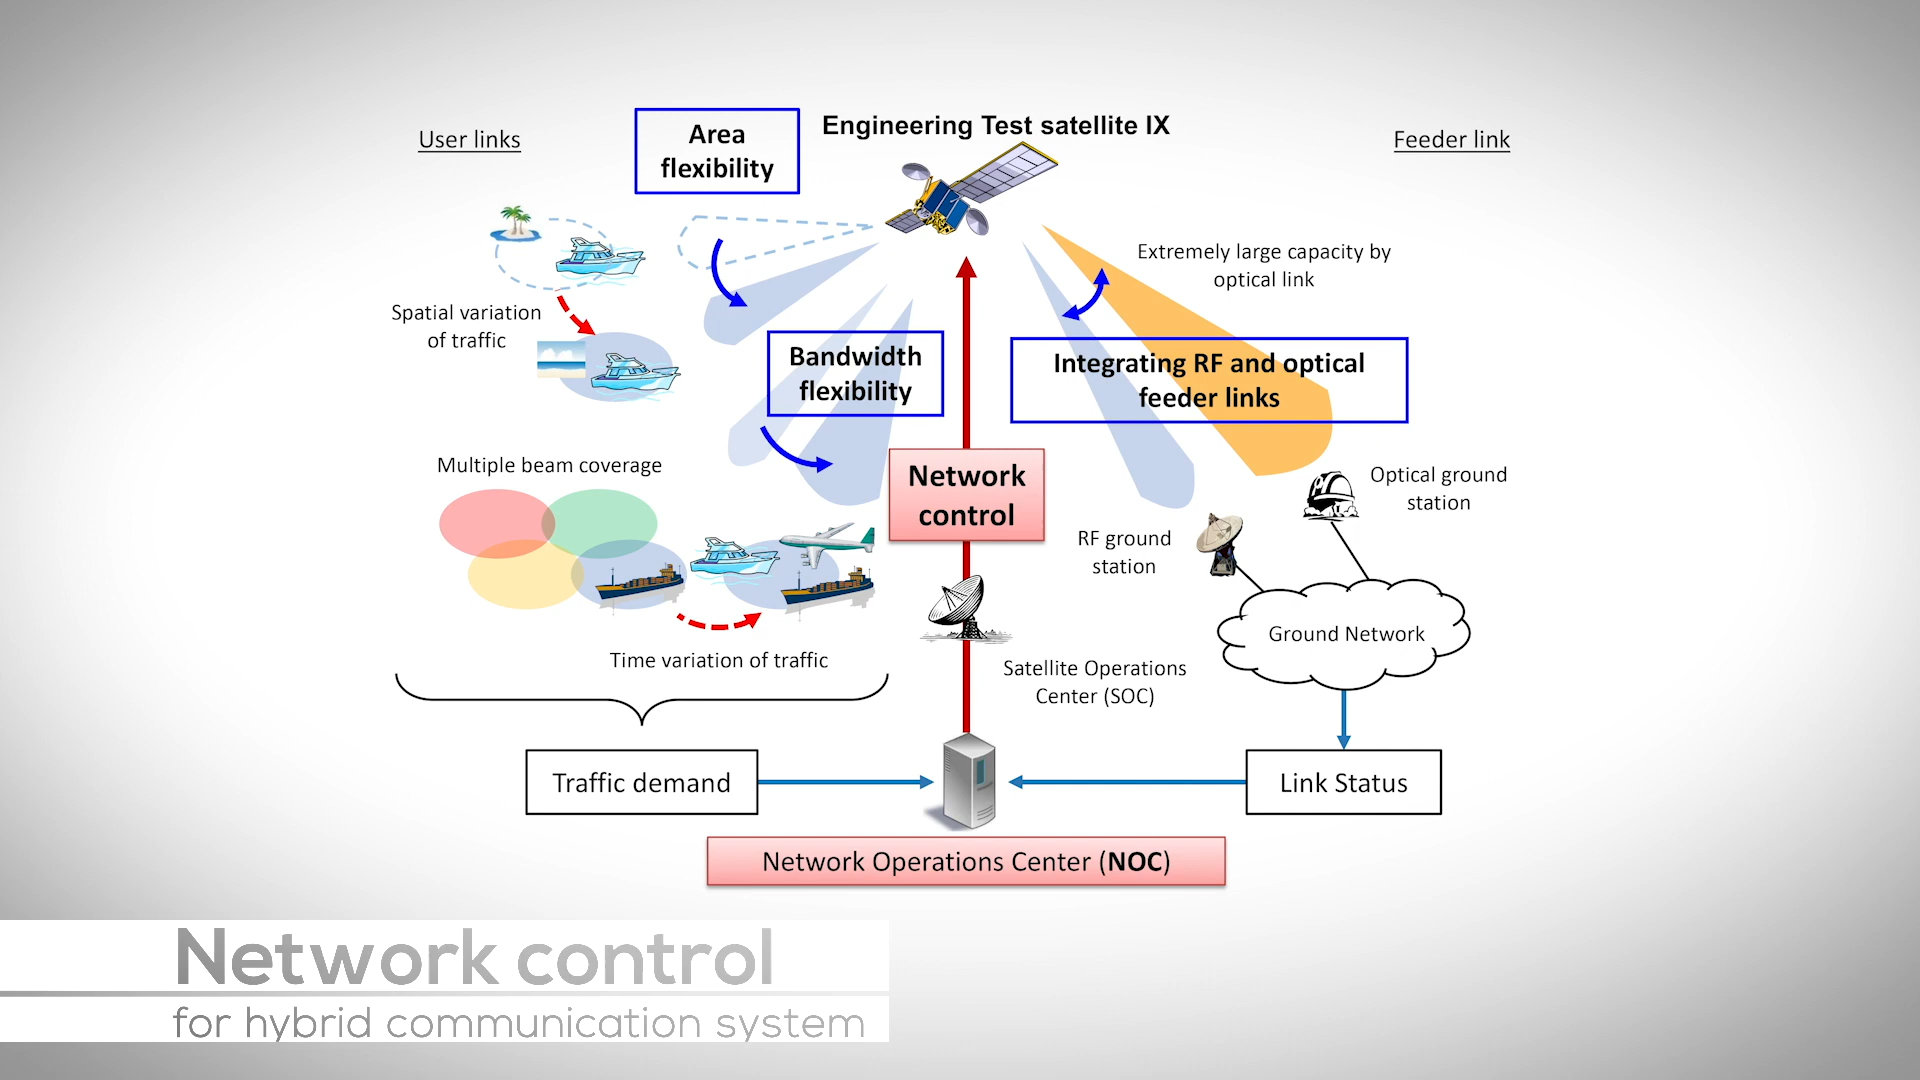 User links
Area
flexibility
Engineering Test satellite IX
Feeder link
Spatial variation
of traffic
Extremely large capacity by
optical link
Bandwidth
flexibility
Integrating RF and optical
feeder links
Multiple beam coverage
Network
control
Optical ground
station
RF ground
station
Ground Network
Time variation of traffic
Satellite Operations
Center (SOC)
Traffic demand
Link Status
Network Operations Center (NOC)
Network control
for hybrid communication system